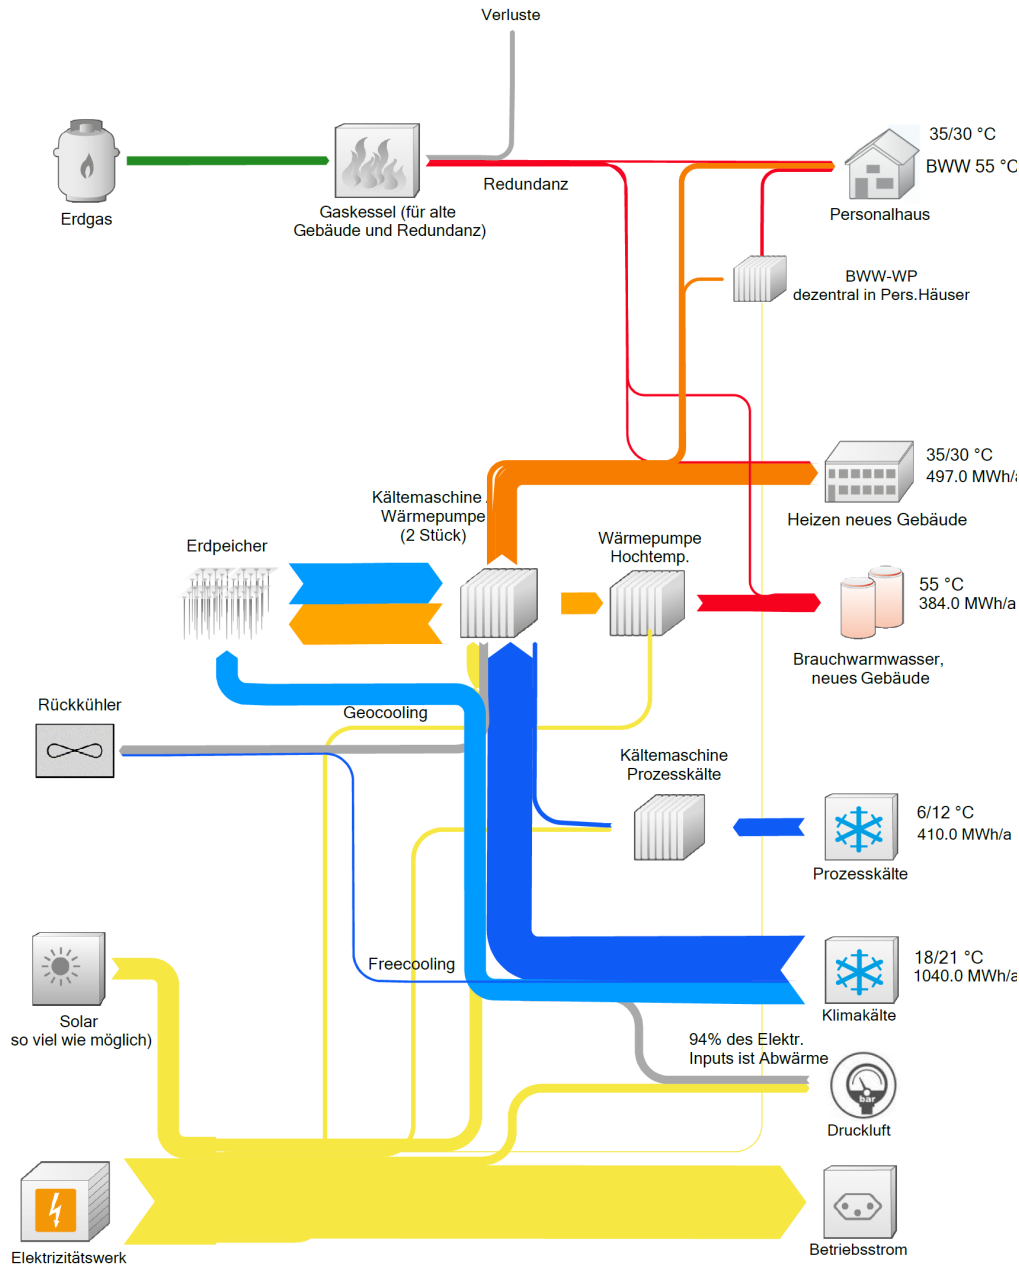 Verluste
35/30 °C
BWW 55 °C
Erdgas
Redundanz
Gaskessel (für alte
Gebäude und Redundanz)
Personalhaus
BWW-WP
dezentral in Pers.Häuser
35/30 °C
497.0 MWh/a
Heizen neues Gebäude
Kältemaschine /
Wärmepumpe
(2 Stück)
Erdpeicher
Wärmepumpe
Hochtemp.
55 °C
384.0 MWh/a
Brauchwarmwasser,
neues Gebäude
Rückkühler
Geocooling
Kältemaschine
Prozesskälte
6/12 °C
410.0 MWh/a
Prozesskälte
Freecooling
18/21 °C
1040.0 MWh/a
Klimakälte
Solar
so viel wie möglich)
94% des Elektr.
Inputs ist Abwärme
bar
Druckluft
Elektrizitätswerk
Betriebsstrom